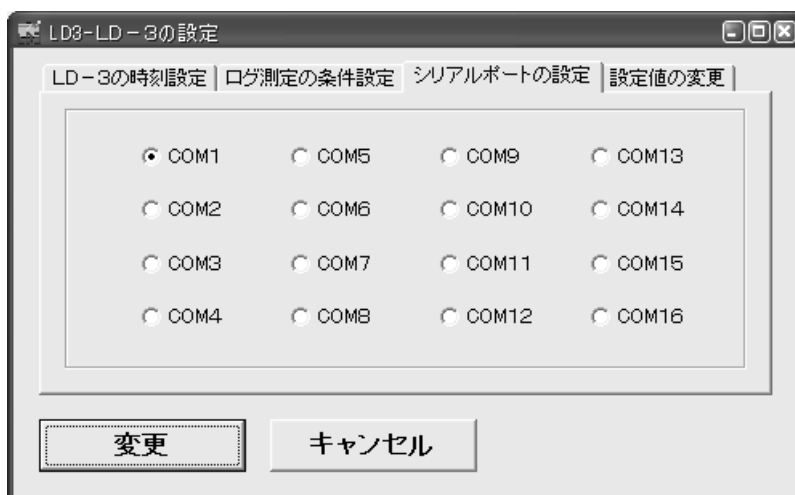 LD3-LD－3の設定
LD－3の時刻設定 ログ測定の条件設定 シリアルポートの設定 設定値の変更
COM1 COM5 COM9 COM13
COM2 COM6 COM10 COM14
COM3 COM7 COM11 COM15
COM4 COM8 COM12 COM16
変更 キャンセル